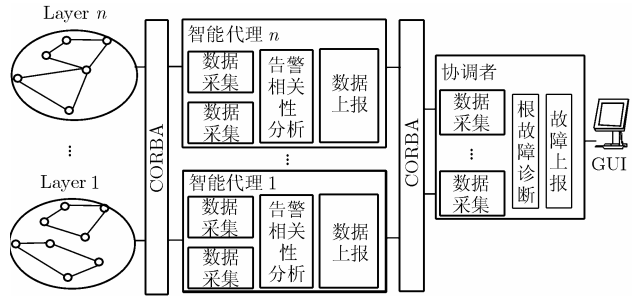 Layer n
Layer 1
CORBA
智能代理 n
数据
采集
数据
采集
告警
相关
性
分析
数据
上报
智能代理 1
数据
采集
数据
采集
告警
相关
性
分析
数据
上报
CORBA
协调者
数据
采集
数据
采集
根故障诊断
故障上报
GUI